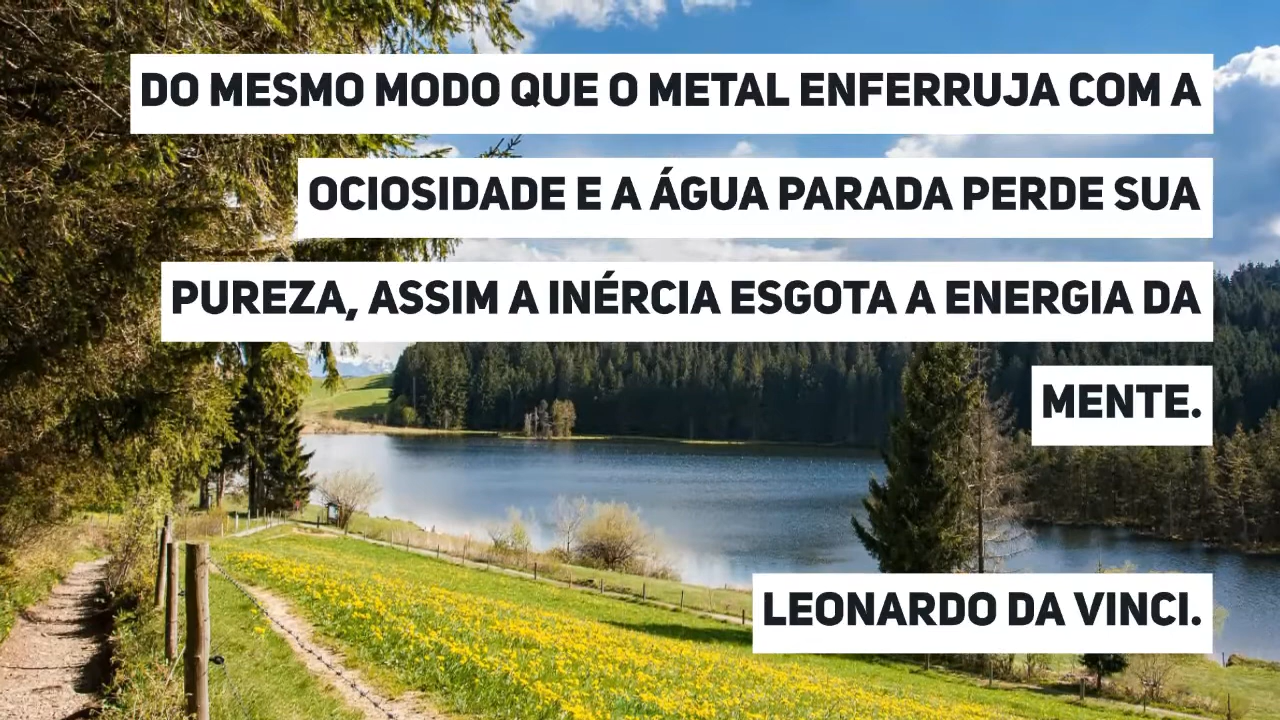 DO MESMO MODO QUE O METAL ENFERRUJA COM A
OCIOSIDADE E A ÁGUA PARADA PERDE SUA
PUREZA, ASSIM A INÉRCIA ESGOTA A ENERGIA DA
MENTE.
LEONARDO DA VINCI.